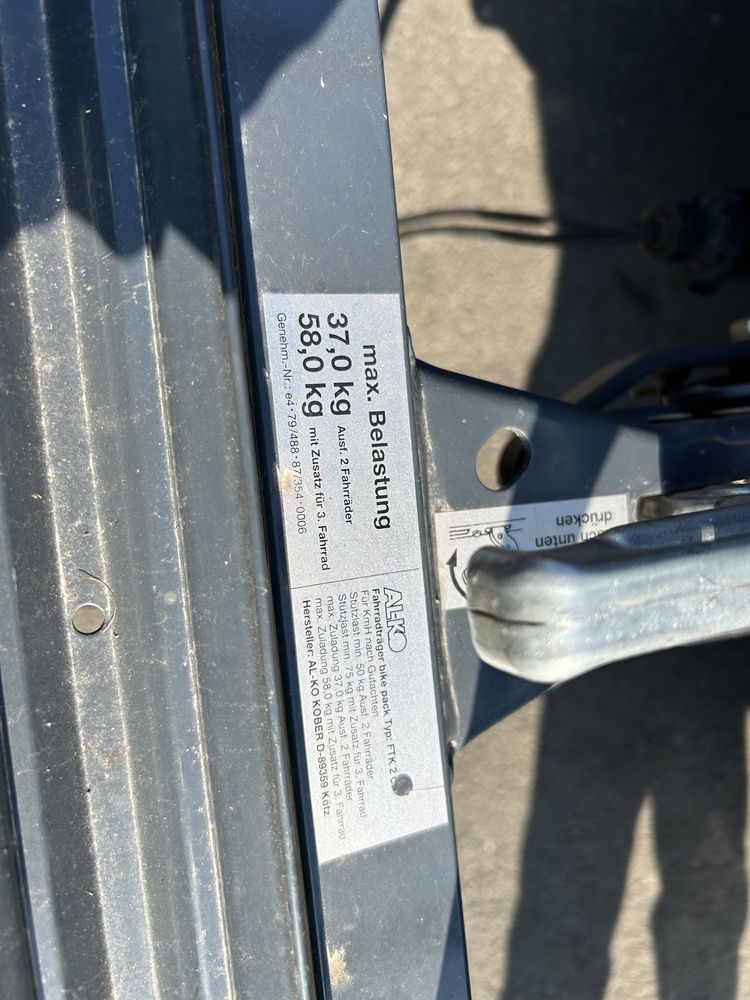 max. Belastung
37,0 kg Ausf. 2 Fahrräder
58,0 kg mit Zusatz für 3. Fahrrad
Genehm.-Nr.: e4·79/488·87/354·0006
AL-KO
Fahrradträger bike pack Typ: FTK 2
Für KmH nach Gutachten.
Stützlast min. 50 kg Ausf. 2 Fahrräder
Stützlast min. 75 kg mit Zusatz für 3. Fahrrad
max. Zuladung 37,0 kg Ausf. 2 Fahrräder
max. Zuladung 58,0 kg mit Zusatz für 3. Fahrrad
Hersteller: AL-KO KOBER D-89359 Kötz
unten
drücken